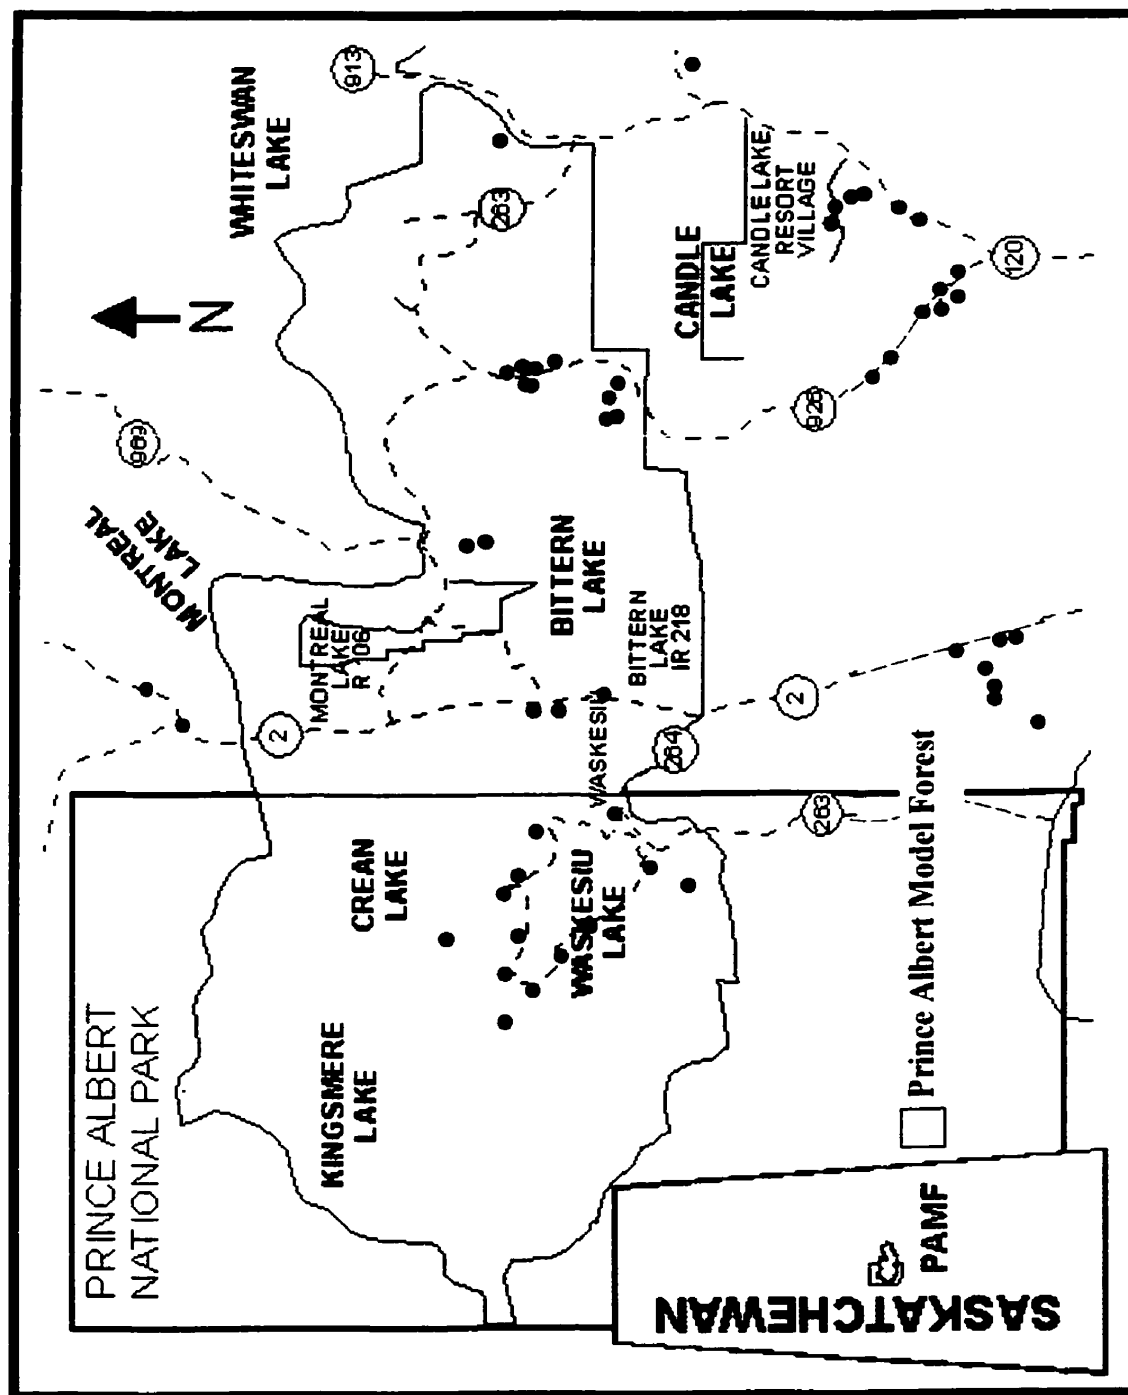 PRINCE ALBERT
NATIONAL PARK
KINGSMERE
LAKE
CREAN
LAKE
WASKESIU
LAKE
WASKESIU
263
264
2
2
MONTREAL
LAKE
MONTREAL
LAKE
R 106
BITTERN
LAKE
BITTERN
LAKE
IR 218
969
913
WHITESWAN
LAKE
N
263
CANDLE
LAKE
CANDLE LAKE
RESORT
VILLAGE
926
120
SASKATCHEWAN
PAMF
Prince Albert Model Forest